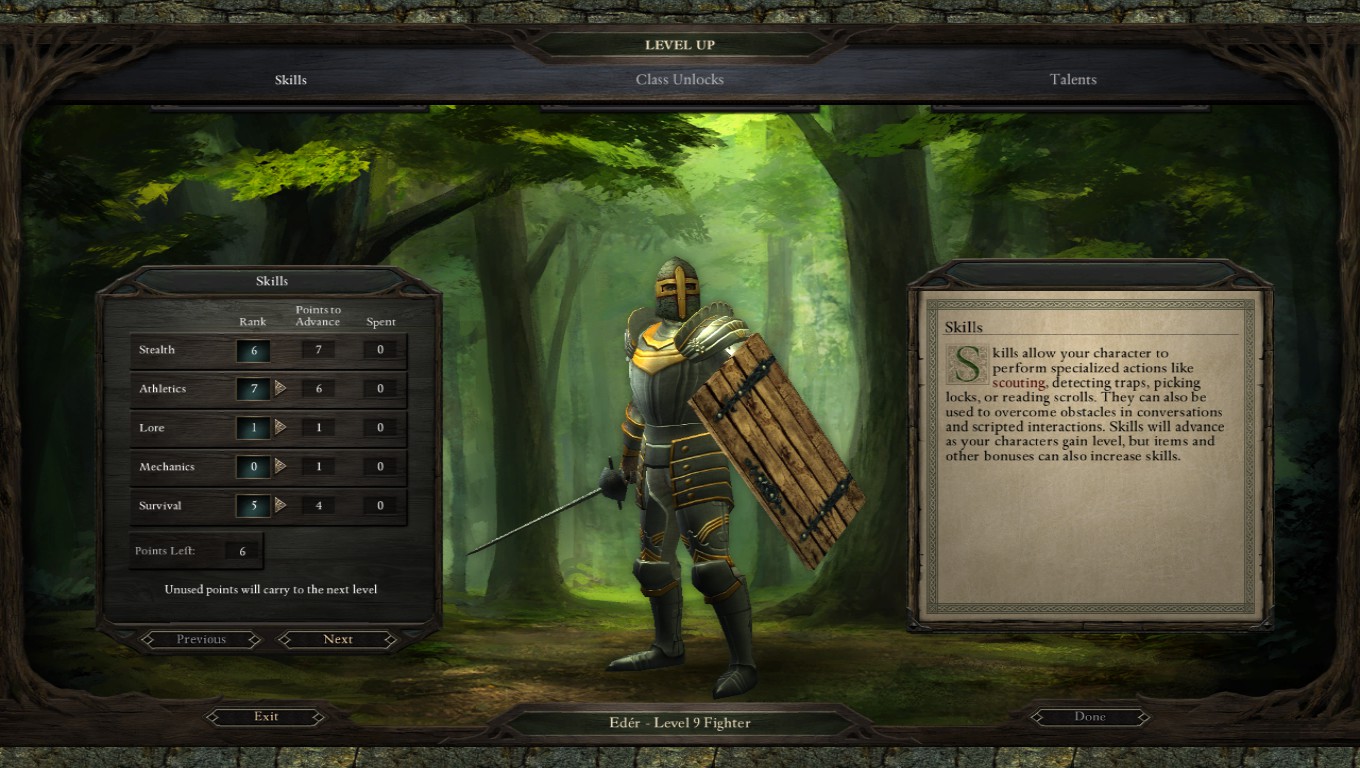 LEVEL UP
Skills
Class Unlocks
Talents
Skills
Rank
Points to
Advance
Spent
Stealth 6 7 0
Athletics 7 6 0
Lore 1 1 0
Mechanics 0 1 0
Survival 5 4 0
Points Left: 6
Unused points will carry to the next level
Previous
Next
Skills
Skills allow your character to
perform specialized actions like
scouting, detecting traps, picking
locks, or reading scrolls. They can also be
used to overcome obstacles in conversations
and scripted interactions. Skills will advance
as your characters gain level, but items and
other bonuses can also increase skills.
Exit
Edér - Level 9 Fighter
Done